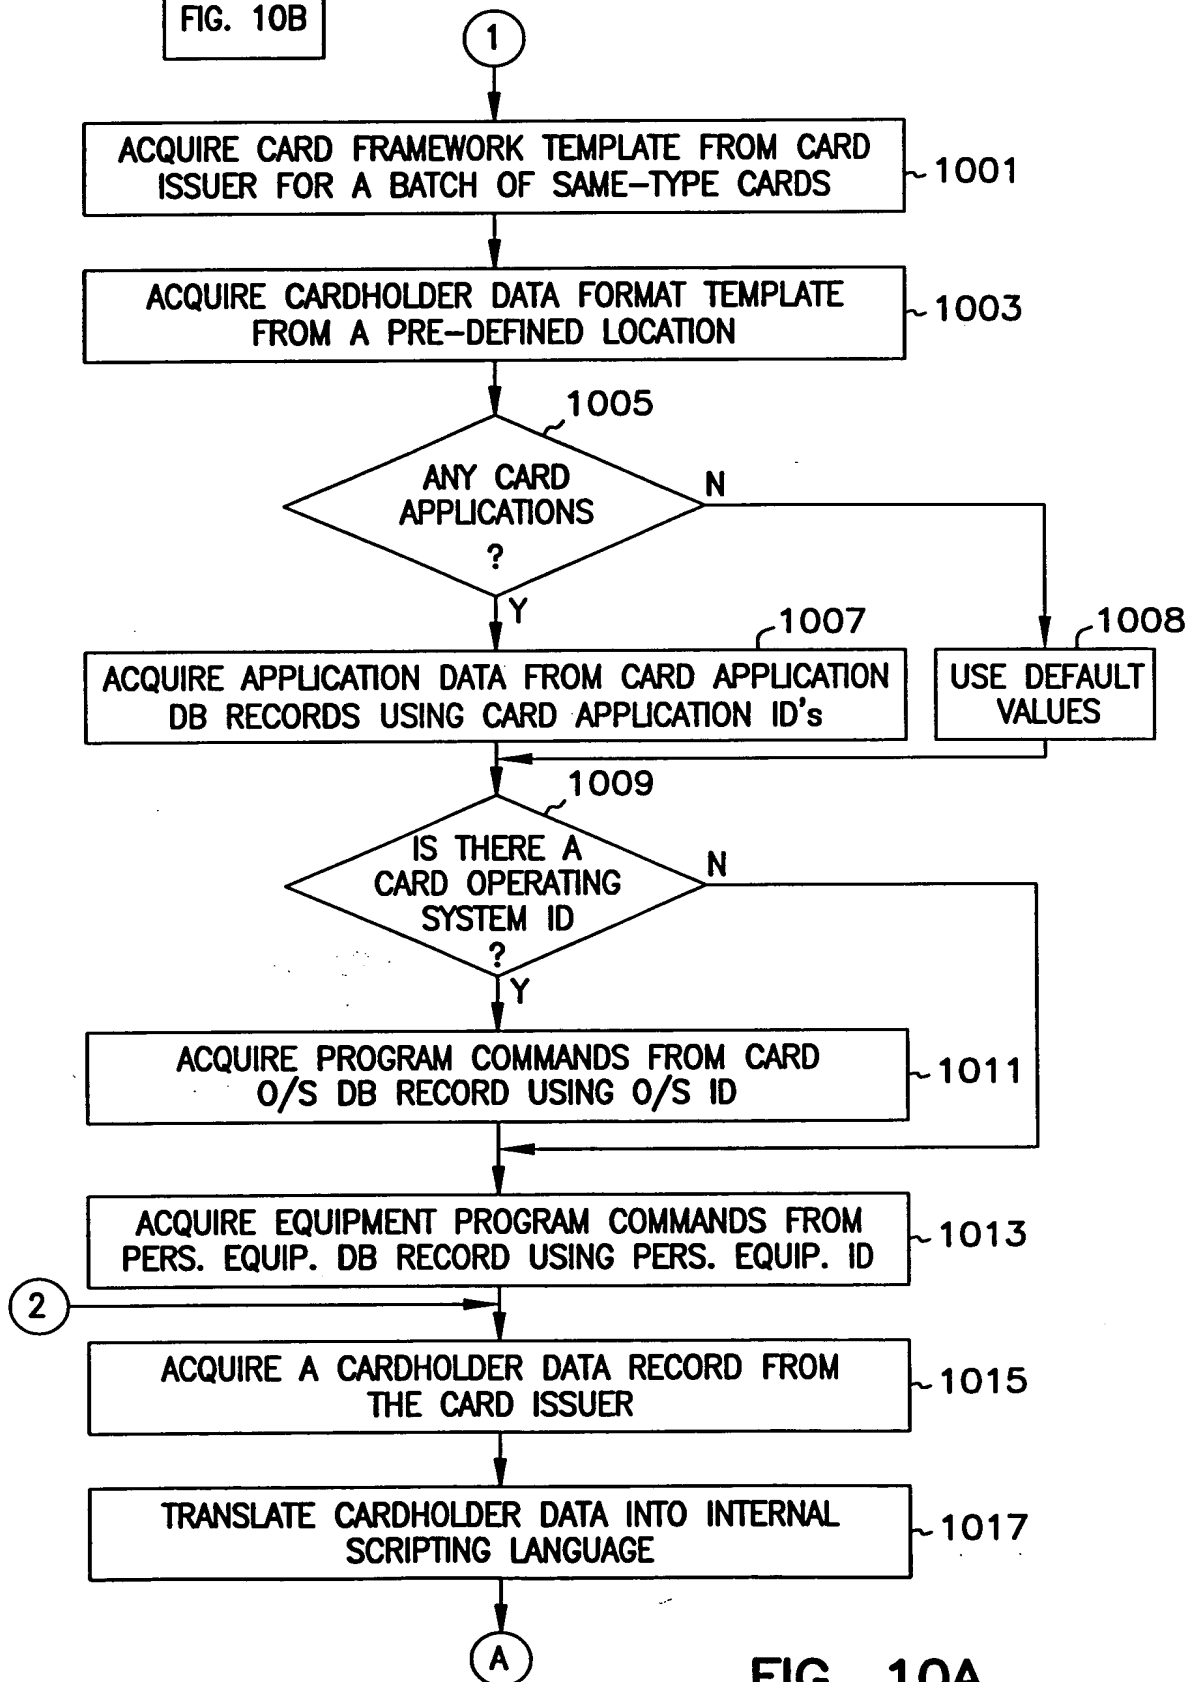 FIG. 10B
1
ACQUIRE CARD FRAMEWORK TEMPLATE FROM CARD
ISSUER FOR A BATCH OF SAME-TYPE CARDS
1001
ACQUIRE CARDHOLDER DATA FORMAT TEMPLATE
FROM A PRE-DEFINED LOCATION
1003
1005
ANY CARD
APPLICATIONS
?
N
Y
1007
ACQUIRE APPLICATION DATA FROM CARD APPLICATION
DB RECORDS USING CARD APPLICATION ID's
1008
USE DEFAULT
VALUES
1009
IS THERE A
CARD OPERATING
SYSTEM ID
?
N
Y
ACQUIRE PROGRAM COMMANDS FROM CARD
O/S DB RECORD USING O/S ID
1011
ACQUIRE EQUIPMENT PROGRAM COMMANDS FROM
PERS. EQUIP. DB RECORD USING PERS. EQUIP. ID
1013
2
ACQUIRE A CARDHOLDER DATA RECORD FROM
THE CARD ISSUER
1015
TRANSLATE CARDHOLDER DATA INTO INTERNAL
SCRIPTING LANGUAGE
1017
A
FIG. 10A